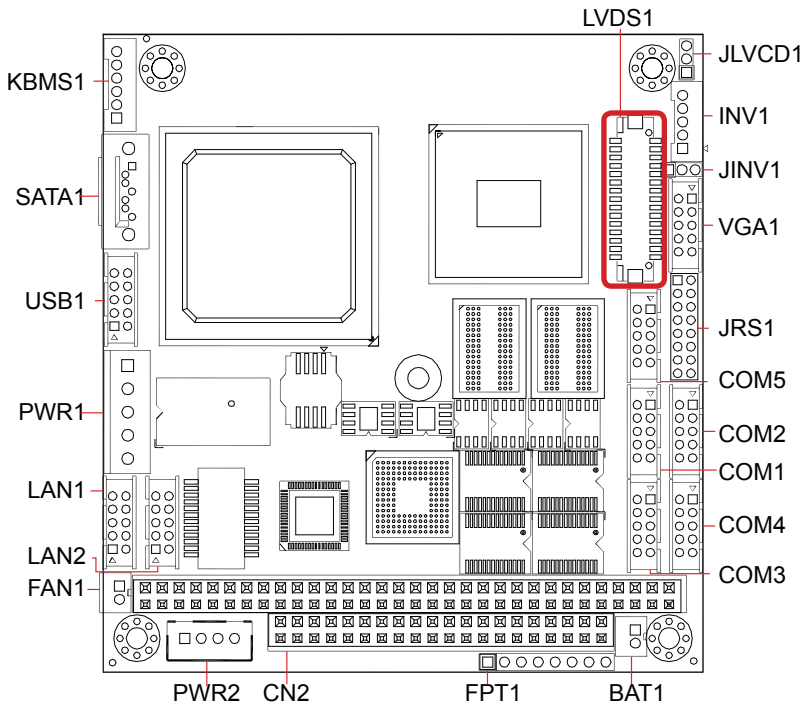 LVDS1
JLVCD1
KBMS1
INV1
JINV1
SATA1
VGA1
USB1
JRS1
COM5
PWR1
COM2
COM1
LAN1
COM4
LAN2
COM3
FAN1
PWR2
CN2
FPT1
BAT1